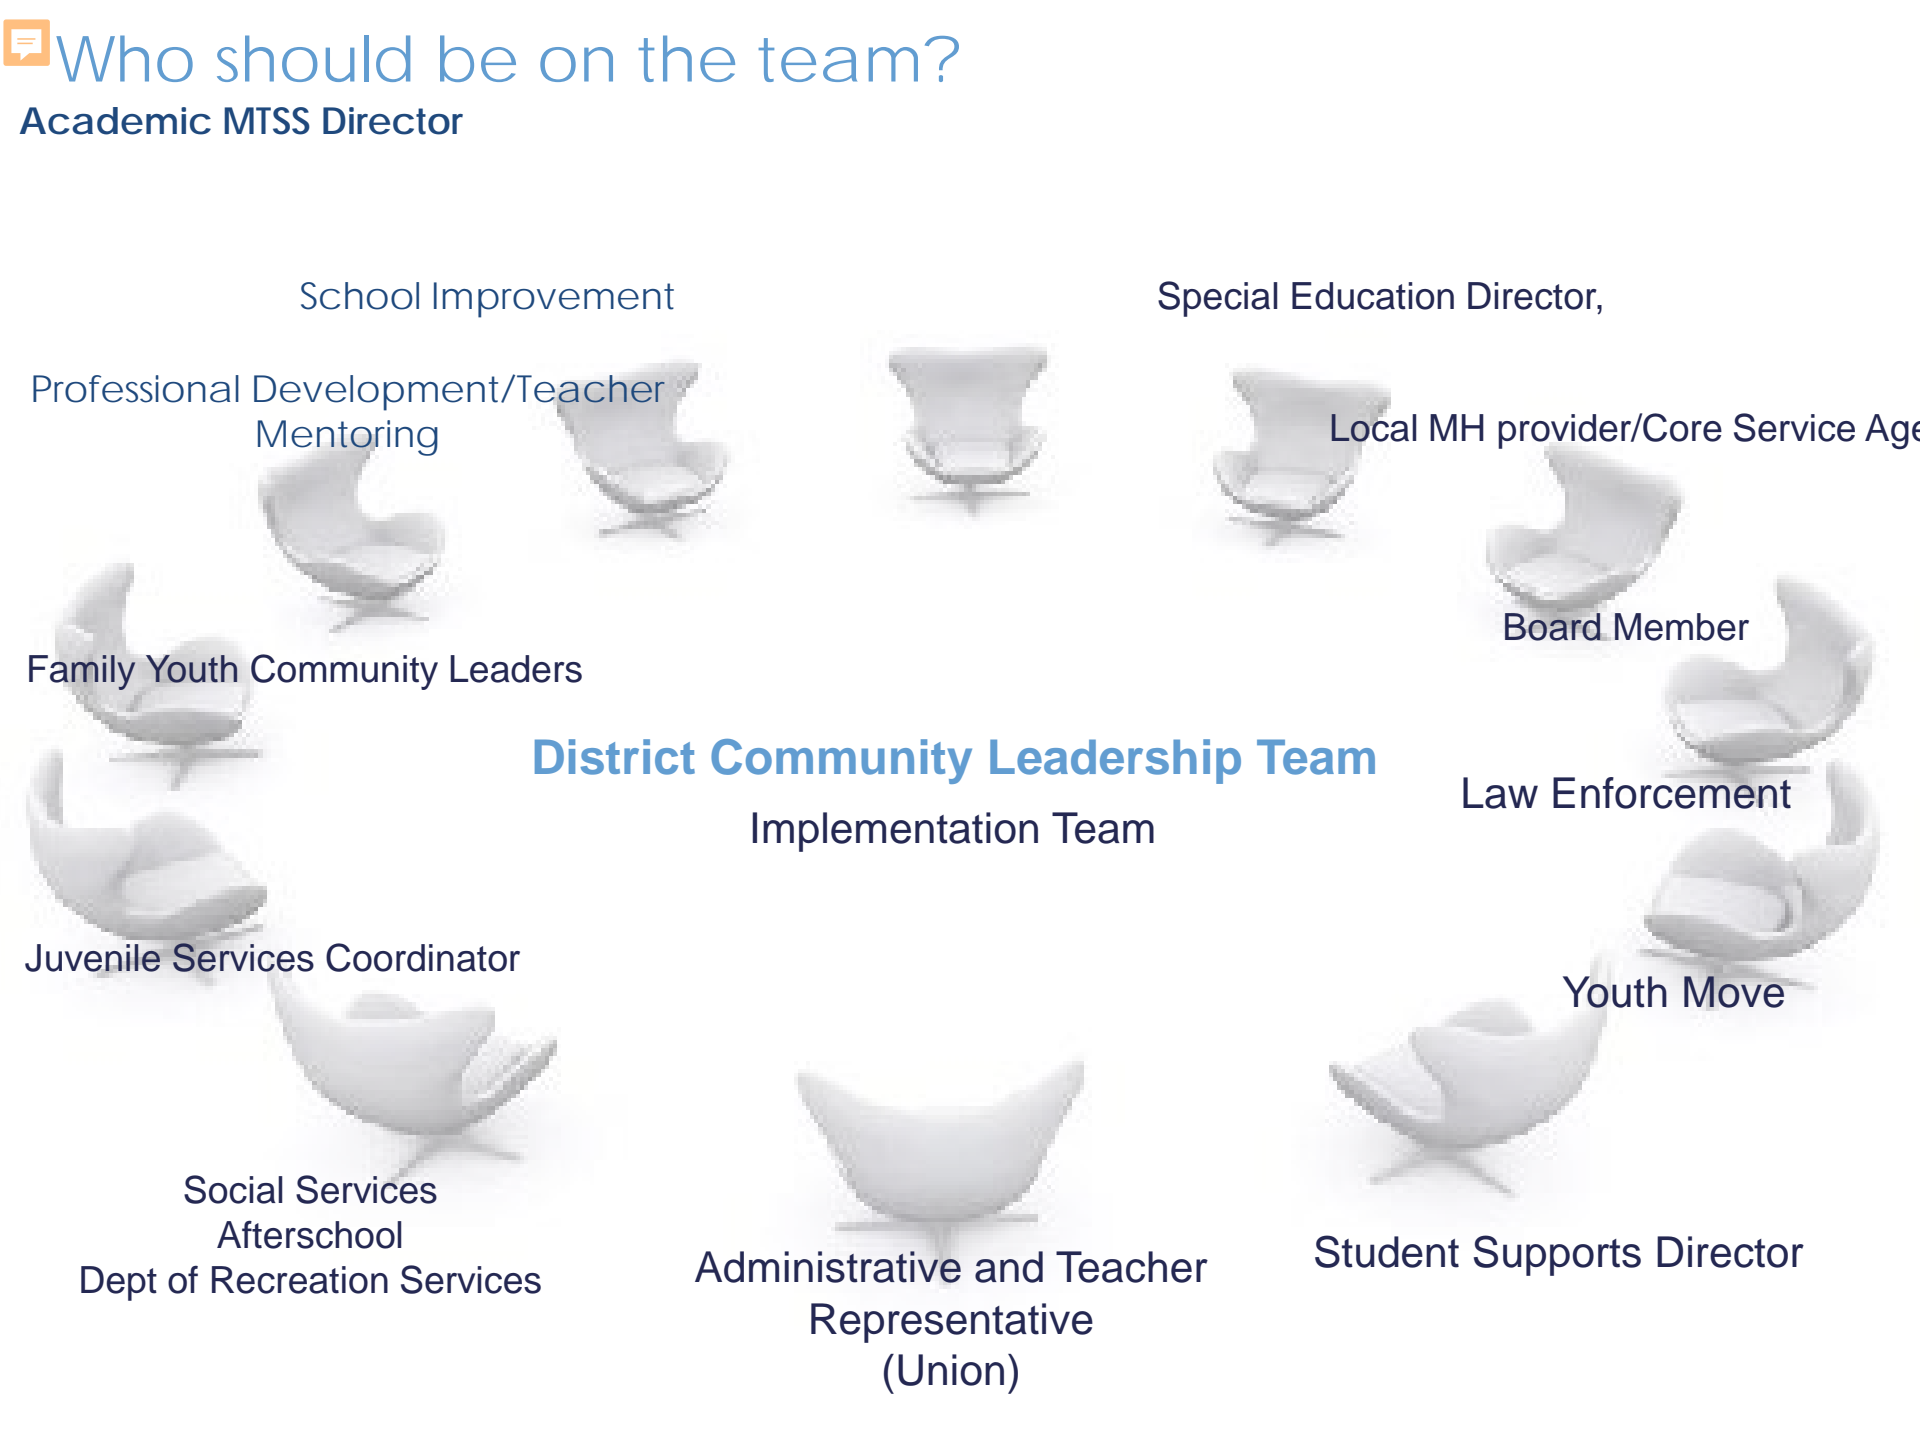 Who should be on the team?
Academic MTSS Director
School Improvement
Special Education Director,
Professional Development/Teacher
Mentoring
Local MH provider/Core Service Age
Board Member
Family Youth Community Leaders
District Community Leadership Team
Law Enforcement
Implementation Team
Juvenile Services Coordinator
Youth Move
Social Services
Afterschool
Dept of Recreation Services
Administrative and Teacher
Representative
(Union)
Student Supports Director